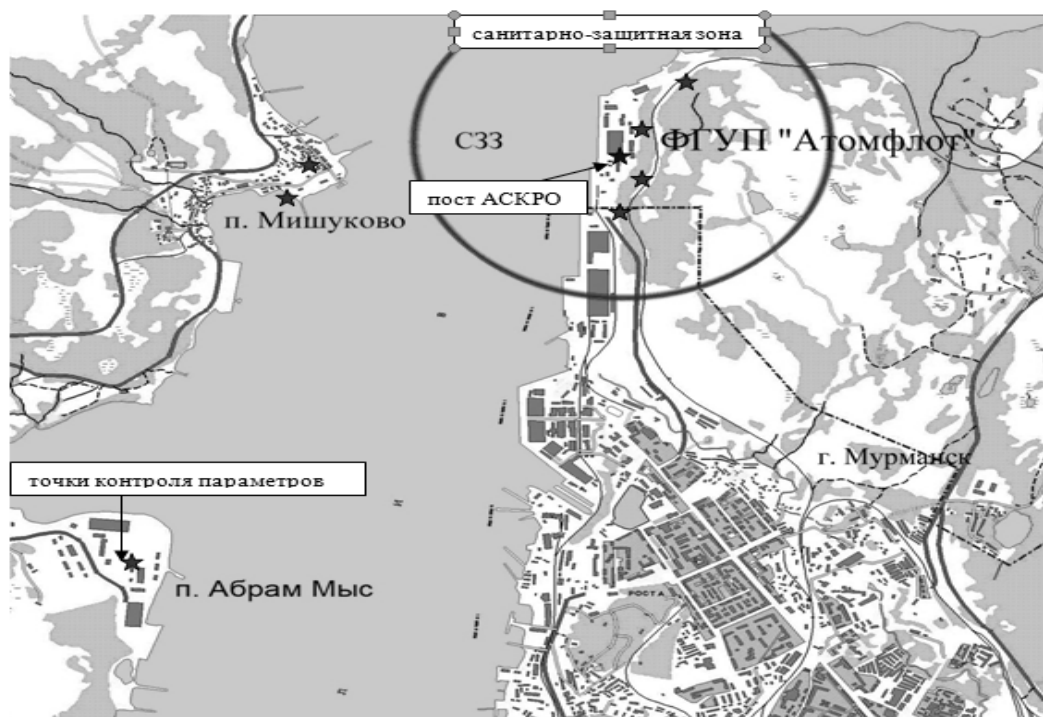 санитарно-защитная зона
СЗЗ
ФГУП "Атомфлот"
пост АСКРО
п. Мишуково
г. Мурманск
точки контроля параметров
п. Абрам Мыс
РОСТА